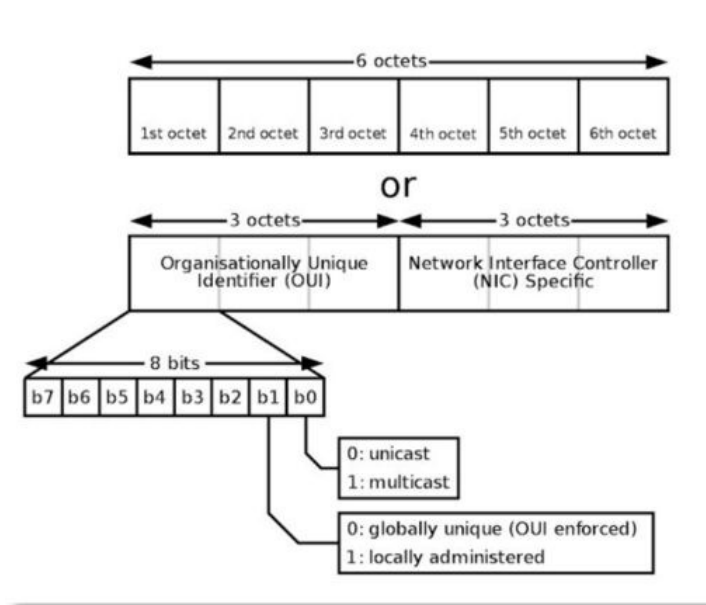 6 octets
1st octet 2nd octet 3rd octet 4th octet 5th octet 6th octet
or
3 octets 3 octets
Organisationally Unique
Identifier (OUI)
Network Interface Controller
(NIC) Specific
8 bits
b7 b6 b5 b4 b3 b2 b1 b0
0: unicast
1: multicast
0: globally unique (OUI enforced)
1: locally administered